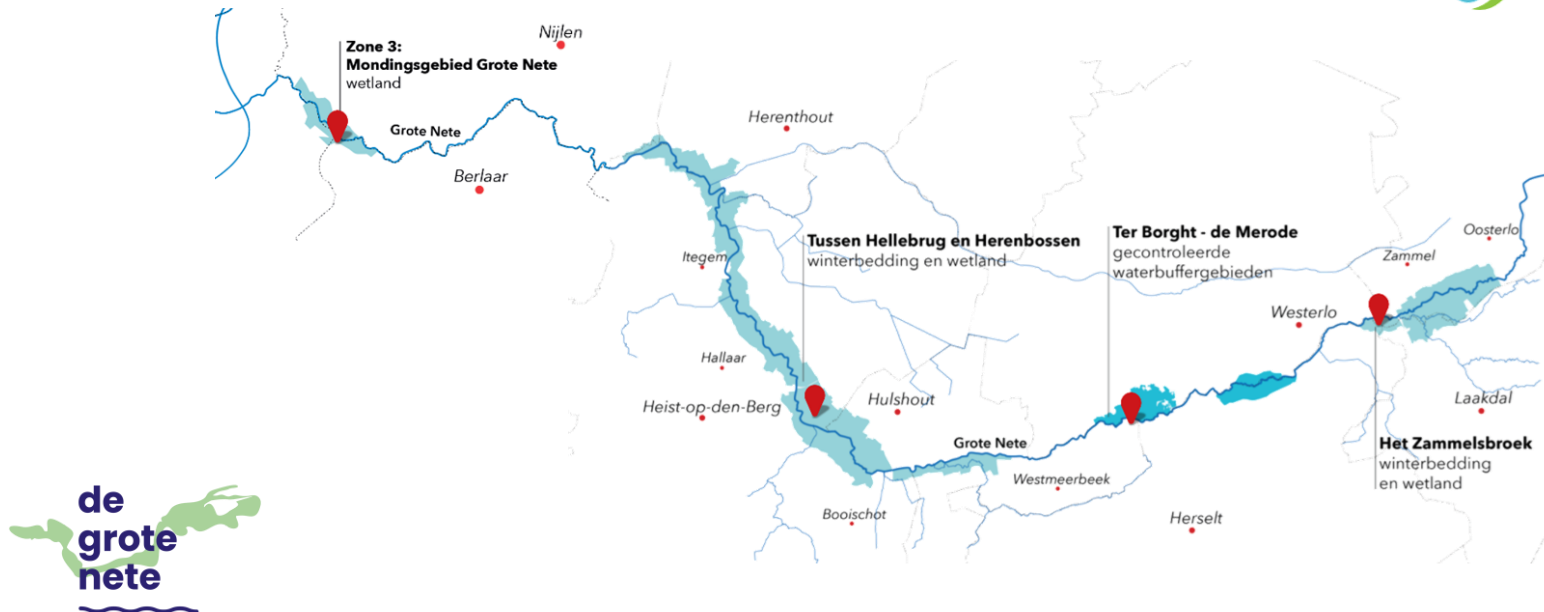 Nijlen
Zone 3:
Mondingsgebied Grote Nete
wetland
Grote Nete
Berlaar
Herenthout
Itegem
Tussen Hellebrug en Herenbossen
winterbedding en wetland
Ter Borght - de Merode
gecontroleerde
waterbuffergebieden
Oosterlo
Zammel
Westerlo
Hallaar
Heist-op-den-Berg
Hulshout
Laakdal
Grote Nete
Het Zammelsbroek
winterbedding
en wetland
Westmeerbeek
Booischot
Herselt
de
grote
nete